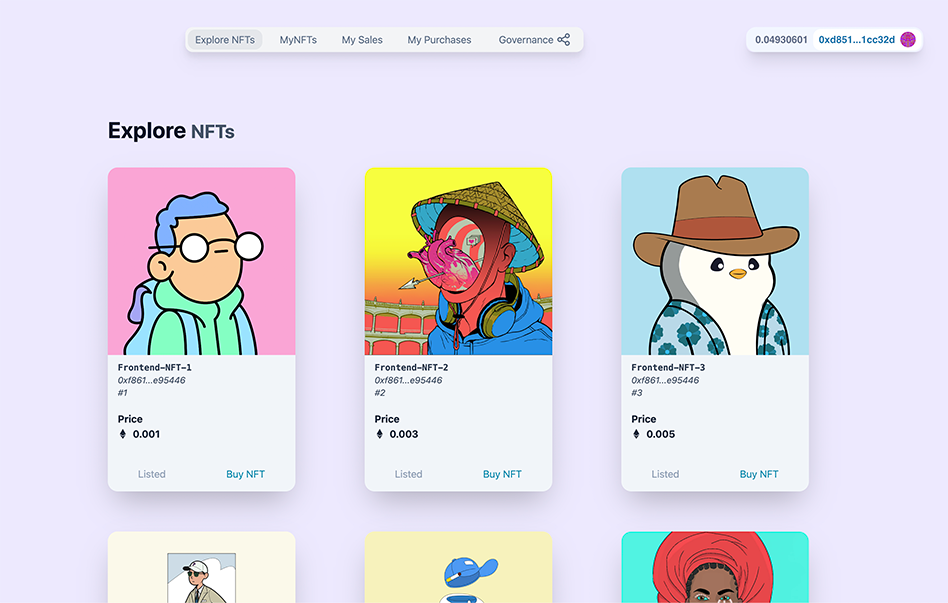 Explore NFTs MyNFTs My Sales My Purchases Governance
0.04930601 0xd851...1cc32d
Explore NFTs
Frontend-NFT-1
0xf861...e95446
#1
Price
0.001
Listed Buy NFT
Frontend-NFT-2
0xf861...e95446
#2
Price
0.003
Listed Buy NFT
Frontend-NFT-3
0xf861...e95446
#3
Price
0.005
Listed Buy NFT